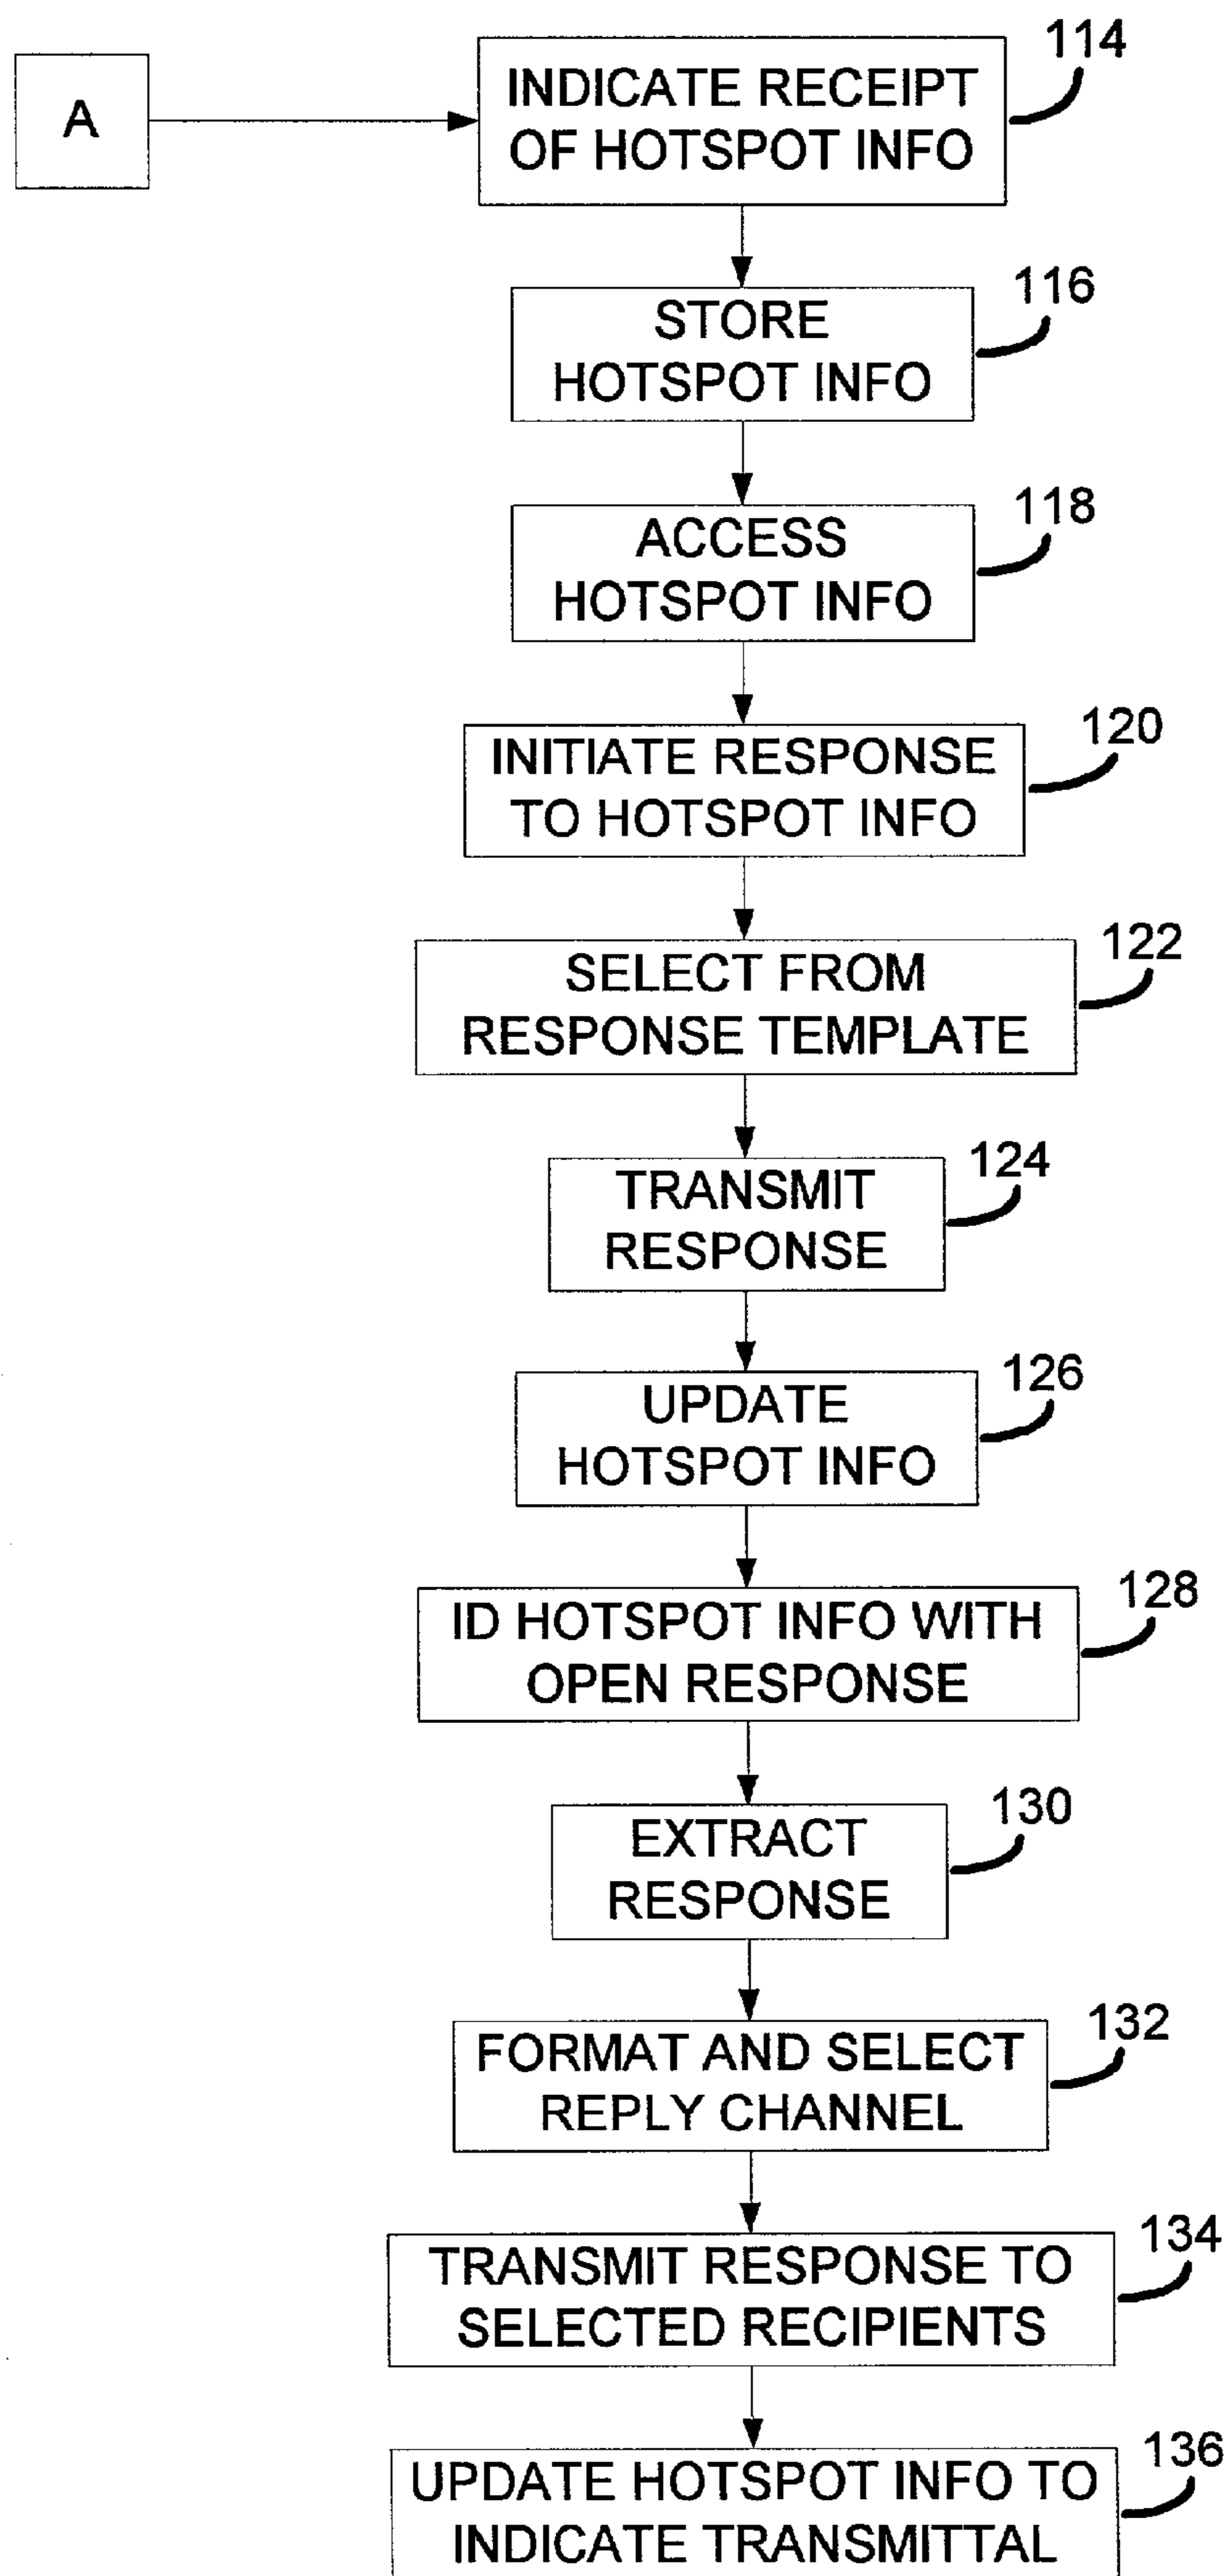 A
INDICATE RECEIPT
OF HOTSPOT INFO
114
STORE
HOTSPOT INFO
116
ACCESS
HOTSPOT INFO
118
INITIATE RESPONSE
TO HOTSPOT INFO
120
SELECT FROM
RESPONSE TEMPLATE
122
TRANSMIT
RESPONSE
124
UPDATE
HOTSPOT INFO
126
ID HOTSPOT INFO WITH
OPEN RESPONSE
128
EXTRACT
RESPONSE
130
FORMAT AND SELECT
REPLY CHANNEL
132
TRANSMIT RESPONSE TO
SELECTED RECIPIENTS
134
UPDATE HOTSPOT INFO TO
INDICATE TRANSMITTAL
136